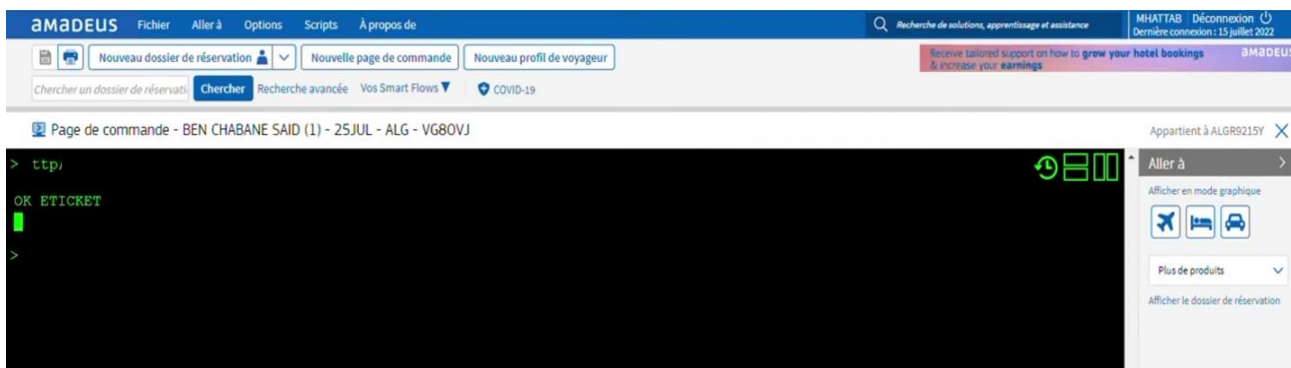 aMaDEUS Fichier Aller à Options Scripts À propos de
Recherche de solutions, apprentissage et assistance
MHATTAB Déconnexion
Dernière connexion : 15 juillet 2022
Nouveau dossier de réservation Nouvelle page de commande Nouveau profil de voyageur
Receive tailored support on how to grow your hotel bookings
& increase your earnings
aMaDEUS
Chercher un dossier de réservati Chercher Recherche avancée Vos Smart Flows COVID-19
Page de commande - BEN CHABANE SAID (1) - 25JUL - ALG - VG8OVJ
Appartient à ALGR9215Y
> ttp/
OK ETICKET
>
Aller à
Afficher en mode graphique
Plus de produits
Afficher le dossier de réservation